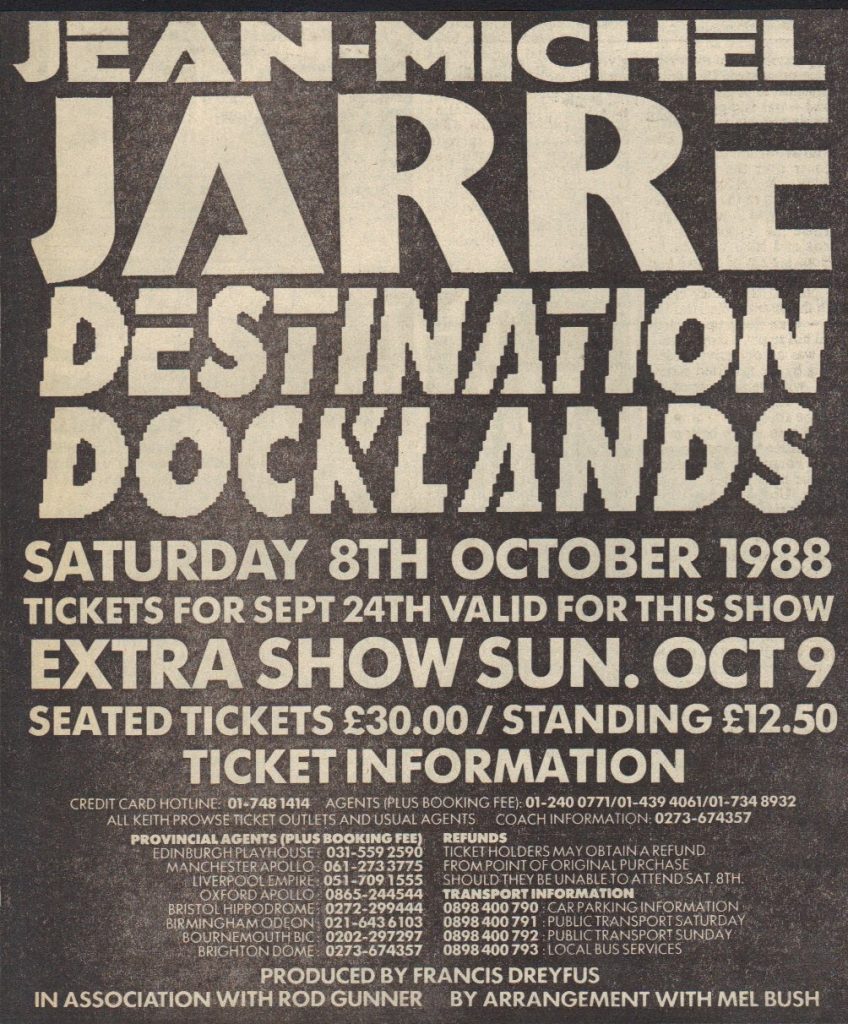 JEAN-MICHEL
JARRE
DESTINATION
DOCKLANDS
SATURDAY 8TH OCTOBER 1988
TICKETS FOR SEPT 24TH VALID FOR THIS SHOW
EXTRA SHOW SUN. OCT 9
SEATED TICKETS £30.00 / STANDING £12.50
TICKET INFORMATION
CREDIT CARD HOTLINE: 01-748 1414 AGENTS (PLUS BOOKING FEE): 01-240 0771/01-439 4061/01-734 8932
ALL KEITH PROWSE TICKET OUTLETS AND USUAL AGENTS COACH INFORMATION: 0273-674357
PROVINCIAL AGENTS (PLUS BOOKING FEE)
EDINBURGH PLAYHOUSE: 031-559 2590
MANCHESTER APOLLO: 061-273 3775
LIVERPOOL EMPIRE: 051-709 1555
OXFORD APOLLO: 0865-244544
BRISTOL HIPPODROME: 0272-299444
BIRMINGHAM ODEON: 021-643 6103
BOURNEMOUTH BIC: 0202-297297
BRIGHTON DOME: 0273-674357
REFUNDS
TICKET HOLDERS MAY OBTAIN A REFUND
FROM POINT OF ORIGINAL PURCHASE
SHOULD THEY BE UNABLE TO ATTEND SAT. 8TH.
TRANSPORT INFORMATION
0898 400 790: CAR PARKING INFORMATION
0898 400 791: PUBLIC TRANSPORT SATURDAY
0898 400 792: PUBLIC TRANSPORT SUNDAY
0898 400 793: LOCAL BUS SERVICES
PRODUCED BY FRANCIS DREYFUS
IN ASSOCIATION WITH ROD GUNNER BY ARRANGEMENT WITH MEL BUSH